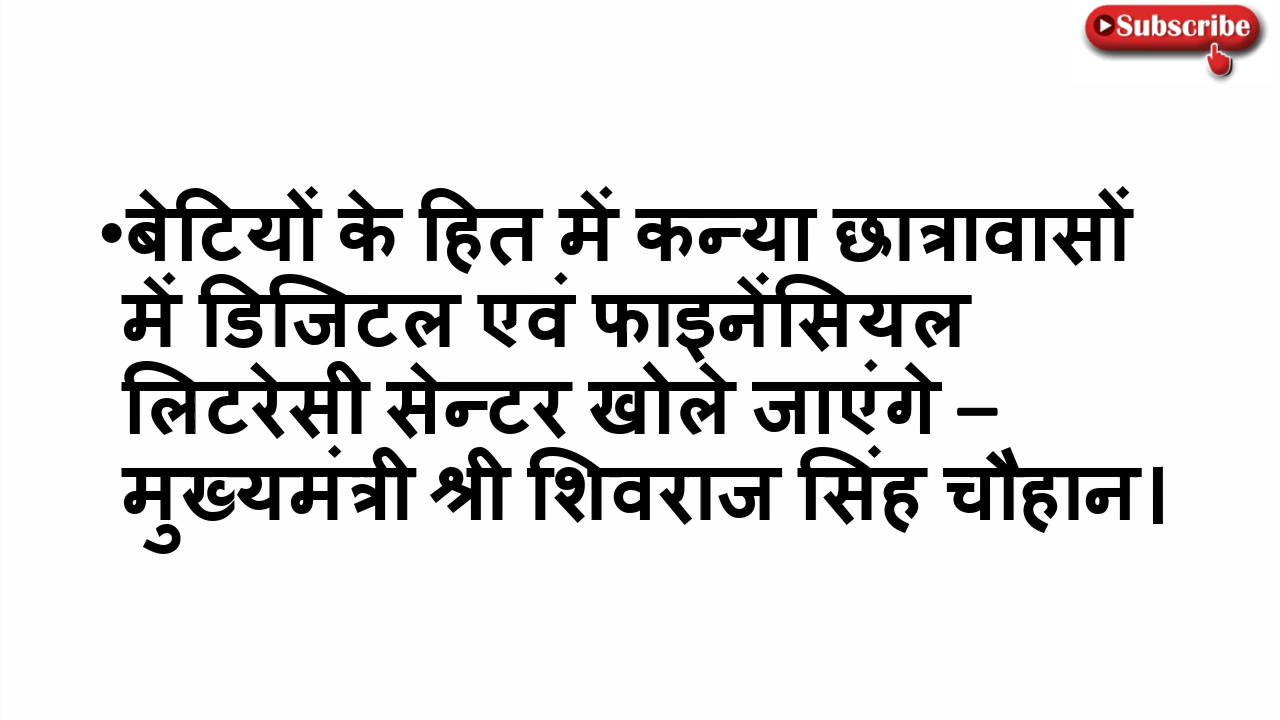 Subscribe
•बेटियों के हित में कन्या छात्रावासों
में डिजिटल एवं फाइनेंसियल
लिटरेसी सेन्टर खोले जाएंगे –
मुख्यमंत्री श्री शिवराज सिंह चौहान।